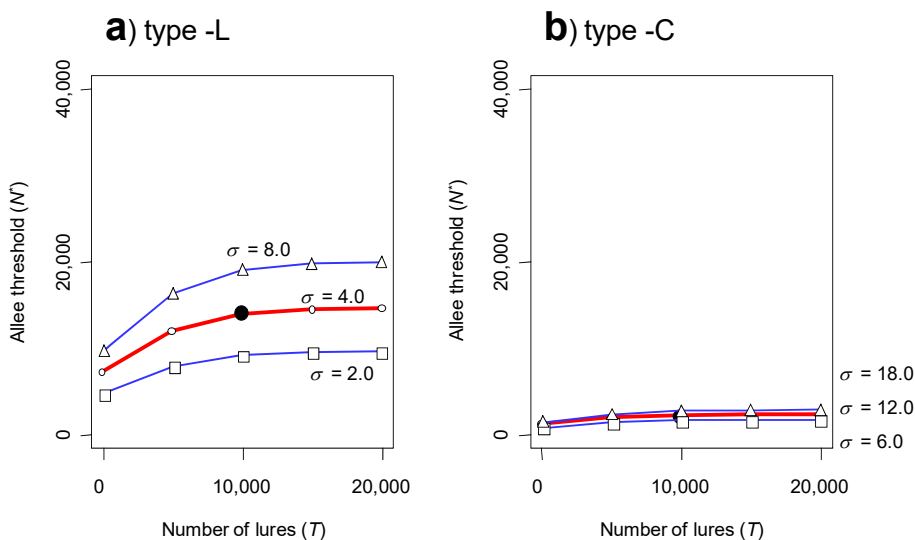 a) type -L
40,000
20,000
0
Allee threshold (N*)
σ = 8.0
σ = 4.0
σ = 2.0
0 10,000 20,000
Number of lures (T)
b) type -C
40,000
20,000
0
Allee threshold (N*)
σ = 18.0
σ = 12.0
σ = 6.0
0 10,000 20,000
Number of lures (T)